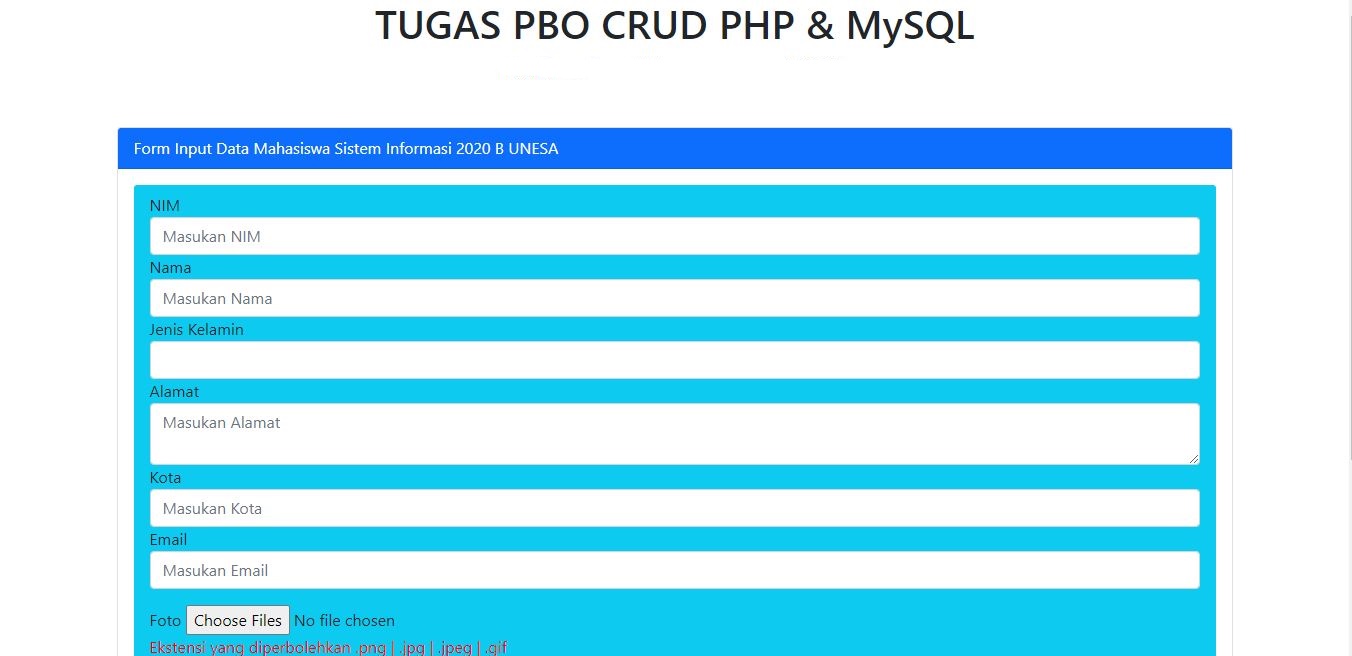 TUGAS PBO CRUD PHP & MySQL
Form Input Data Mahasiswa Sistem Informasi 2020 B UNESA
NIM
Masukan NIM
Nama
Masukan Nama
Jenis Kelamin
Alamat
Masukan Alamat
Kota
Masukan Kota
Email
Masukan Email
Foto Choose Files No file chosen
Ekstensi yang diperbolehkan .png | .jpg | .jpeg | .gif